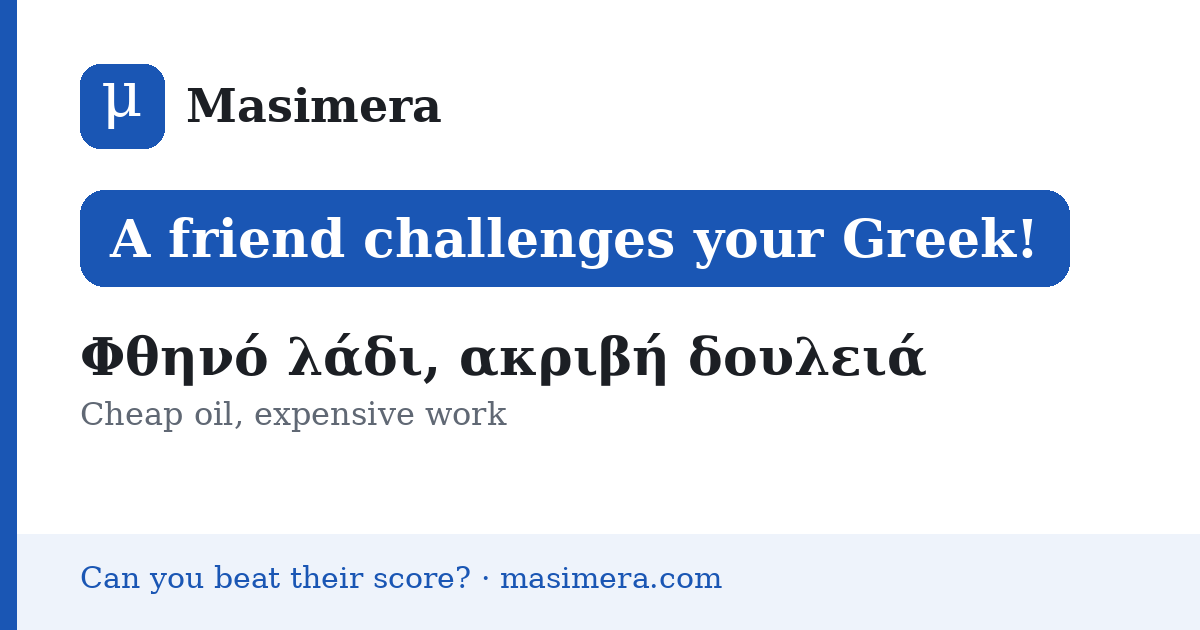 μ Masimera
A friend challenges your Greek!
Φθηνό λάδι, ακριβή δουλειά
Cheap oil, expensive work
Can you beat their score? · masimera.com